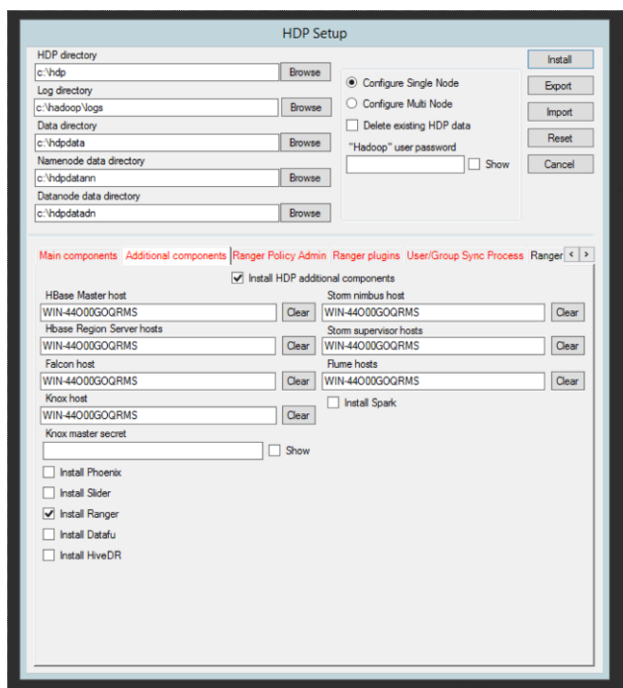 HDP Setup
HDP directory
c:\hdp
Browse
Log directory
c:\hadoop\logs
Browse
Data directory
c:\hdpdata
Browse
Namenode data directory
c:\hdpdatann
Browse
Datanode data directory
c:\hdpdatadn
Browse
Configure Single Node
Configure Multi Node
Delete existing HDP data
"Hadoop" user password
Show
Install
Export
Import
Reset
Cancel
Main components Additional components Ranger Policy Admin Ranger plugins User/Group Sync Process Ranger < >
Install HDP additional components
HBase Master host
WIN-44O00GOQRMS
Clear
Hbase Region Server hosts
WIN-44O00GOQRMS
Clear
Falcon host
WIN-44O00GOQRMS
Clear
Knox host
WIN-44O00GOQRMS
Clear
Knox master secret
Show
Install Phoenix
Install Slider
Install Ranger
Install Datafu
Install HiveDR
Storm nimbus host
WIN-44O00GOQRMS
Clear
Storm supervisor hosts
WIN-44O00GOQRMS
Clear
Flume hosts
WIN-44O00GOQRMS
Clear
Install Spark